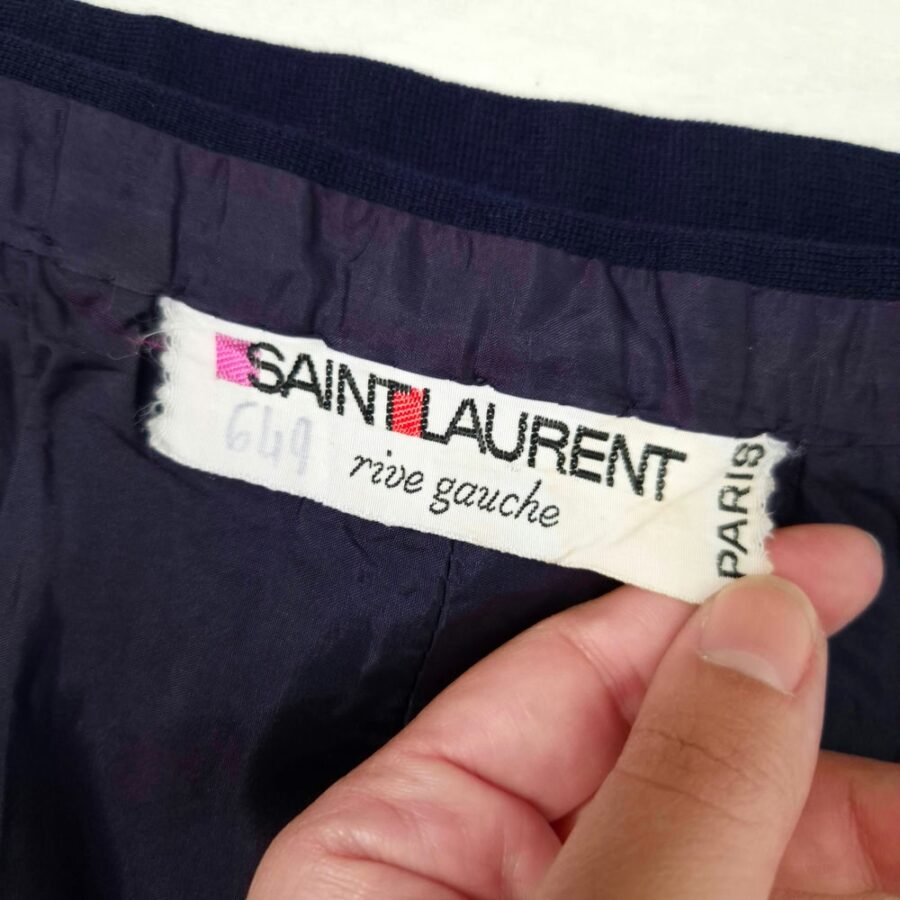 SAINT LAURENT
649
rive gauche
PARIS